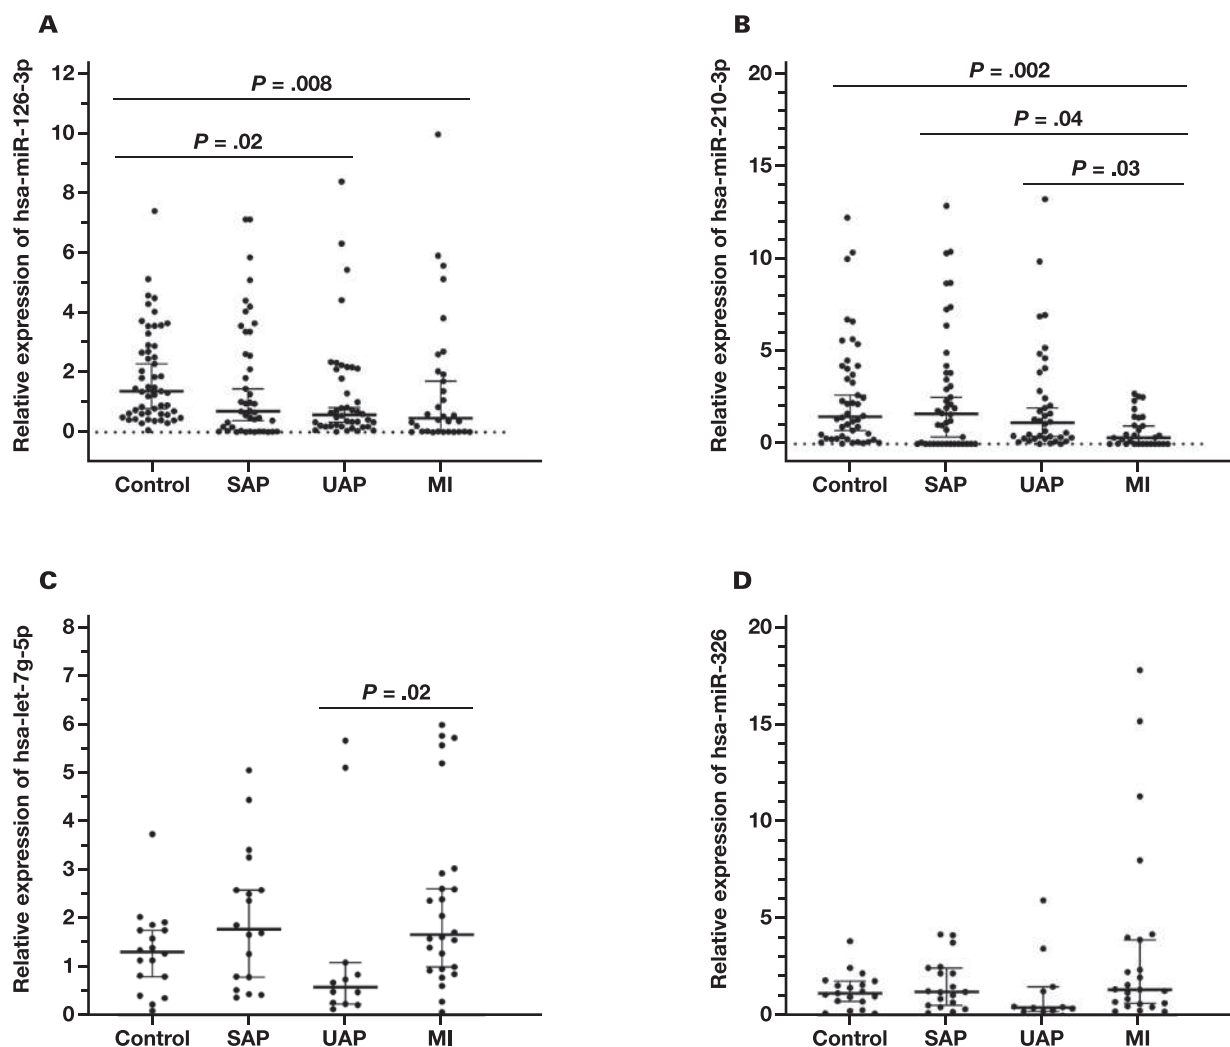 A
Relative expression of hsa-miR-126-3p
12
10
8
6
4
2
0
P = .008
P = .02
Control SAP UAP MI
B
Relative expression of hsa-miR-210-3p
20
15
10
5
0
P = .002
P = .04
P = .03
Control SAP UAP MI
C
Relative expression of hsa-let-7g-5p
8
7
6
5
4
3
2
1
0
P = .02
Control SAP UAP MI
D
Relative expression of hsa-miR-326
20
15
10
5
0
Control SAP UAP MI